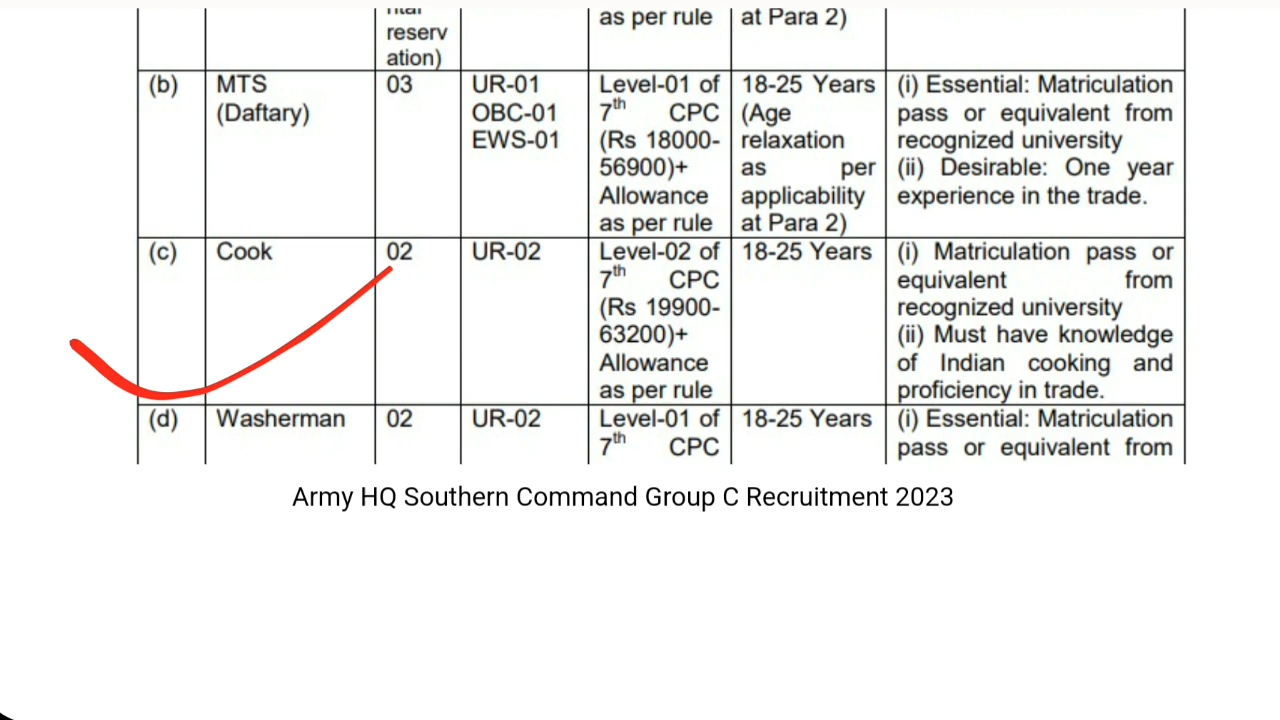 ntal
reserv
ation)
as per rule
at Para 2)
(b)
MTS
(Daftary)
03
UR-01
OBC-01
EWS-01
Level-01 of
7th CPC
(Rs 18000-
56900)+
Allowance
as per rule
18-25 Years
(Age
relaxation
as per
applicability
at Para 2)
(i) Essential: Matriculation
pass or equivalent from
recognized university
(ii) Desirable: One year
experience in the trade.
(c)
Cook
02
UR-02
Level-02 of
7th CPC
(Rs 19900-
63200)+
Allowance
as per rule
18-25 Years
(i) Matriculation pass or
equivalent from
recognized university
(ii) Must have knowledge
of Indian cooking and
proficiency in trade.
(d)
Washerman
02
UR-02
Level-01 of
7th CPC
18-25 Years
(i) Essential: Matriculation
pass or equivalent from
Army HQ Southern Command Group C Recruitment 2023